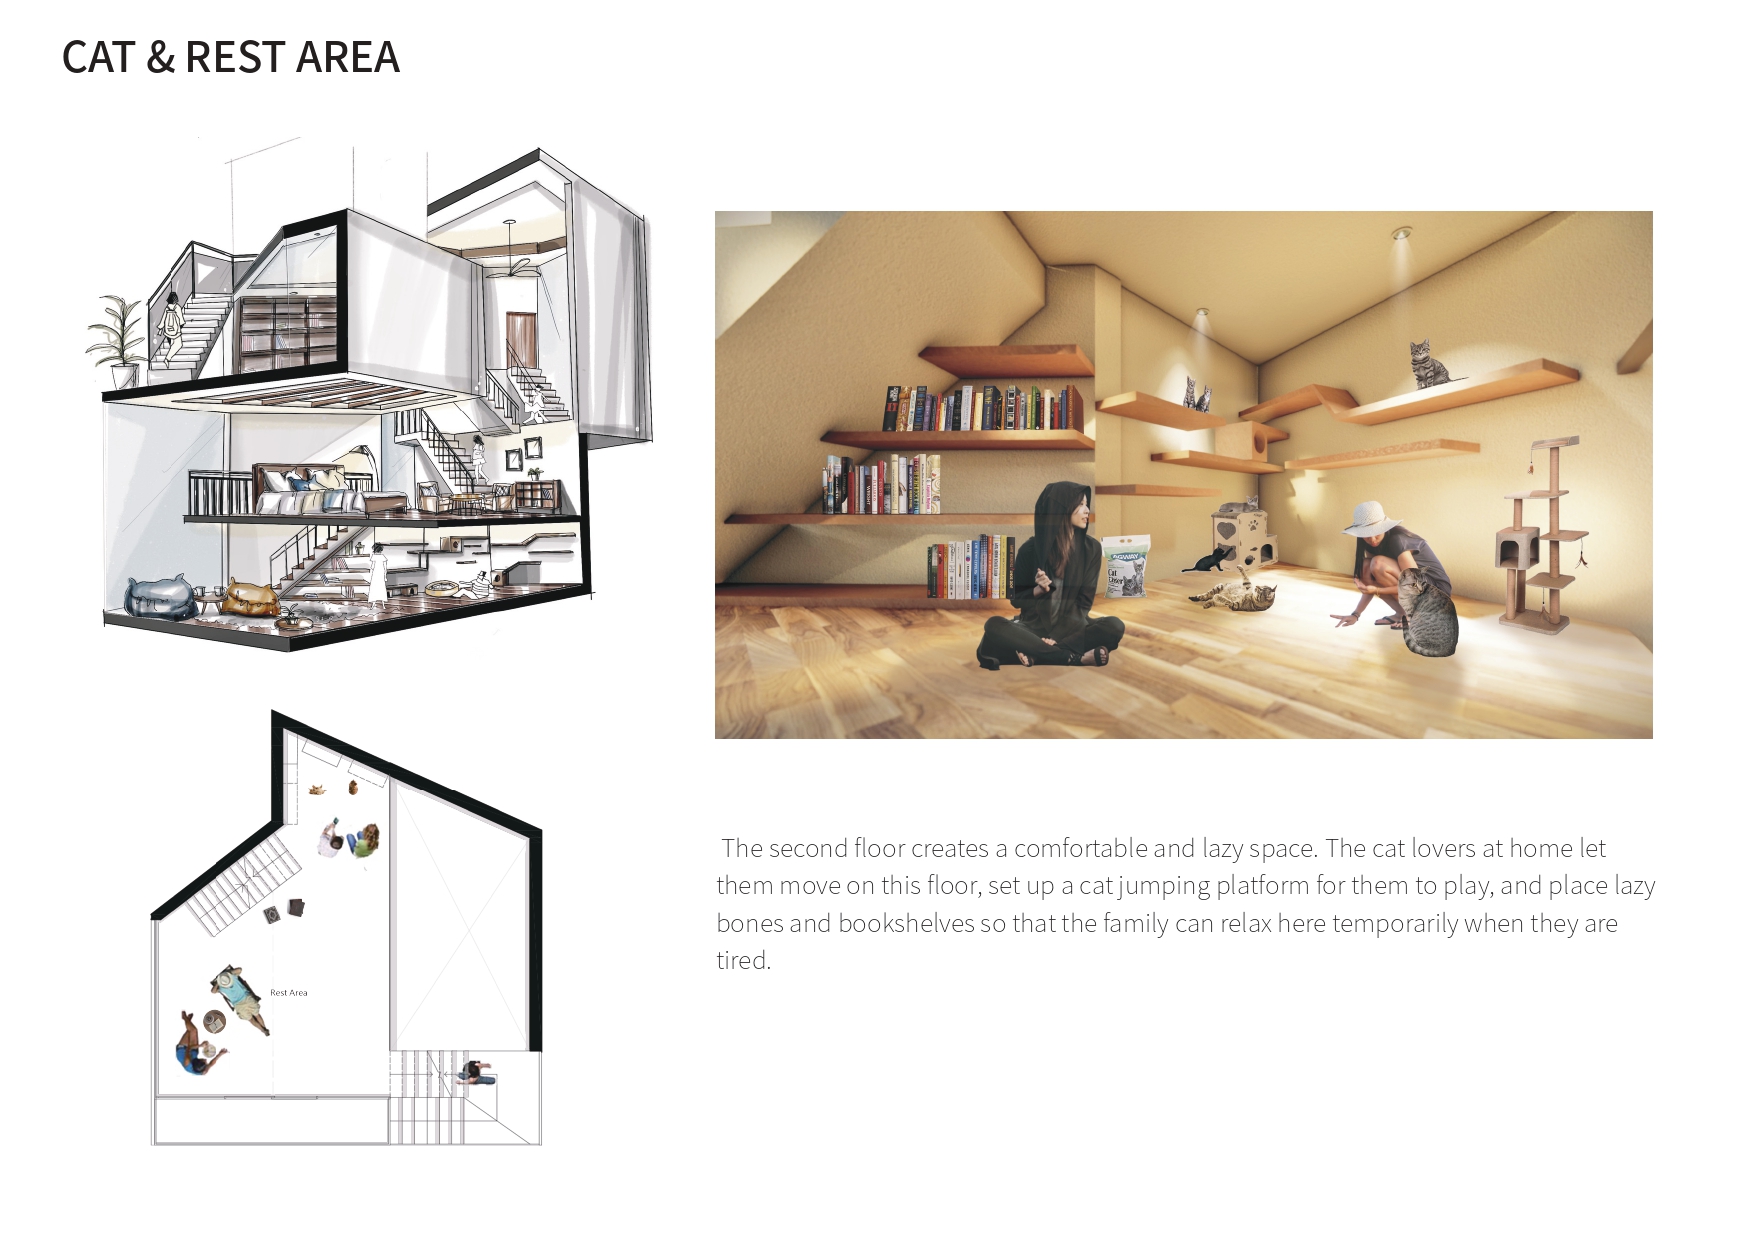 CAT & REST AREA
Cat
The second floor creates a comfortable and lazy space. The cat lovers at home let
them move on this floor, set up a cat jumping platform for them to play, and place lazy
bones and bookshelves so that the family can relax here temporarily when they are
tired.
Rest Area